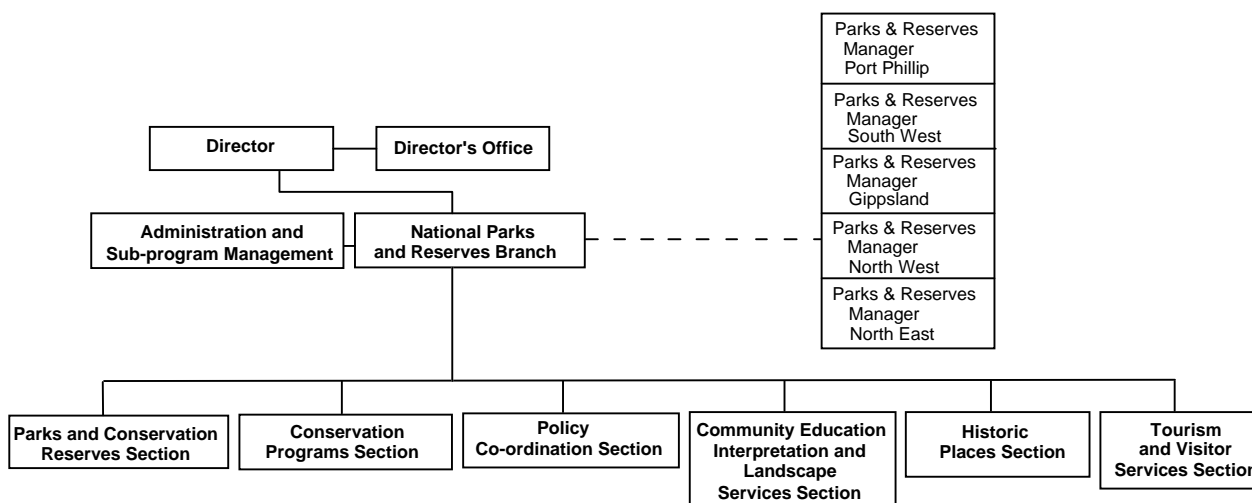 Parks & Reserves
Manager
Port Phillip
Parks & Reserves
Manager
South West
Parks & Reserves
Manager
Gippsland
Parks & Reserves
Manager
North West
Parks & Reserves
Manager
North East
Director
Director's Office
Administration and
Sub-program Management
National Parks
and Reserves Branch
Parks and Conservation
Reserves Section
Conservation
Programs Section
Policy
Co-ordination Section
Community Education
Interpretation and
Landscape
Services Section
Historic
Places Section
Tourism
and Visitor
Services Section